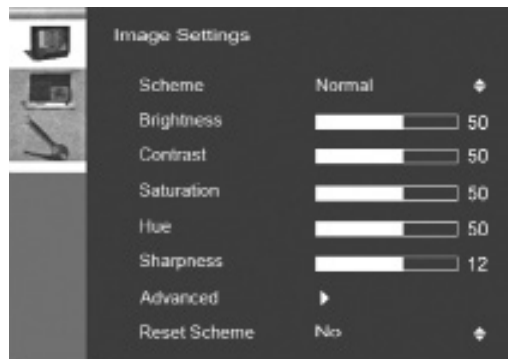 Image Settings
Scheme Normal
Brightness 50
Contrast 50
Saturation 50
Hue 50
Sharpness 12
Advanced
Reset Scheme No